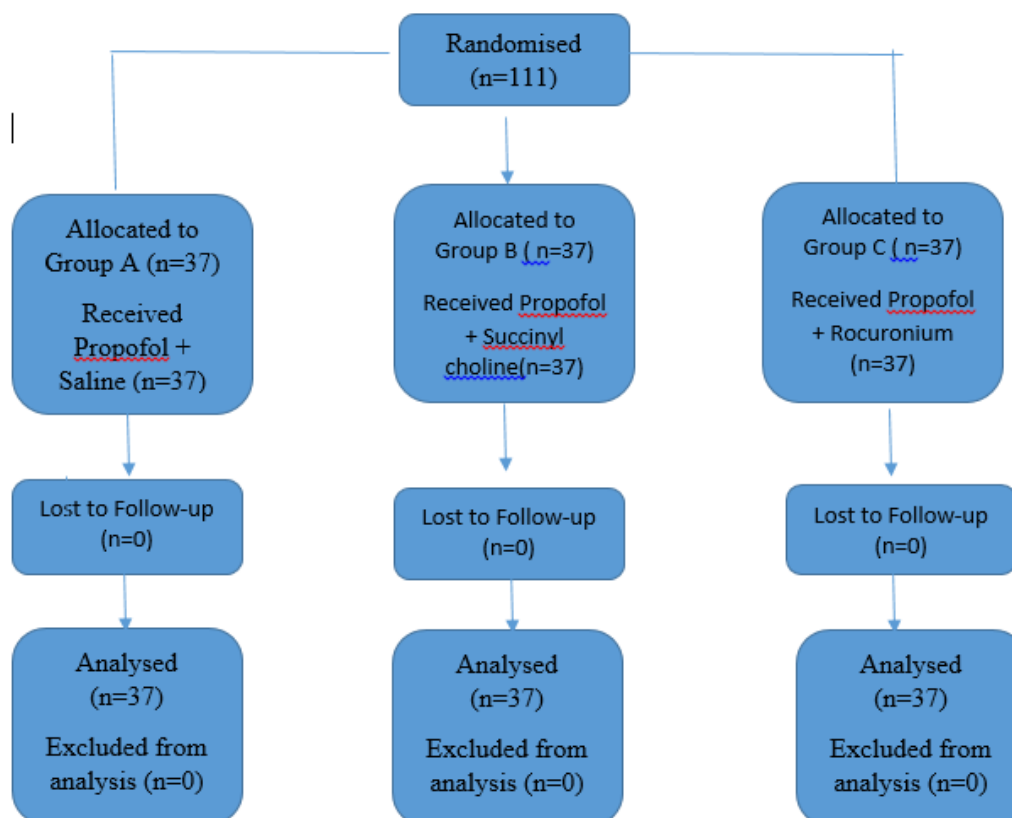 Randomised
(n=111)
Allocated to
Group A (n=37)
Received
Propofol +
Saline (n=37)
Allocated to
Group B ( n=37)
Received Propofol
+ Succinyl
choline(n=37)
Allocated to
Group C ( n=37)
Received Propofol
+ Rocuronium
(n=37)
Lost to Follow-up
(n=0)
Lost to Follow-up
(n=0)
Lost to Follow-up
(n=0)
Analysed
(n=37)
Excluded from
analysis (n=0)
Analysed
(n=37)
Excluded from
analysis (n=0)
Analysed
(n=37)
Excluded from
analysis (n=0)